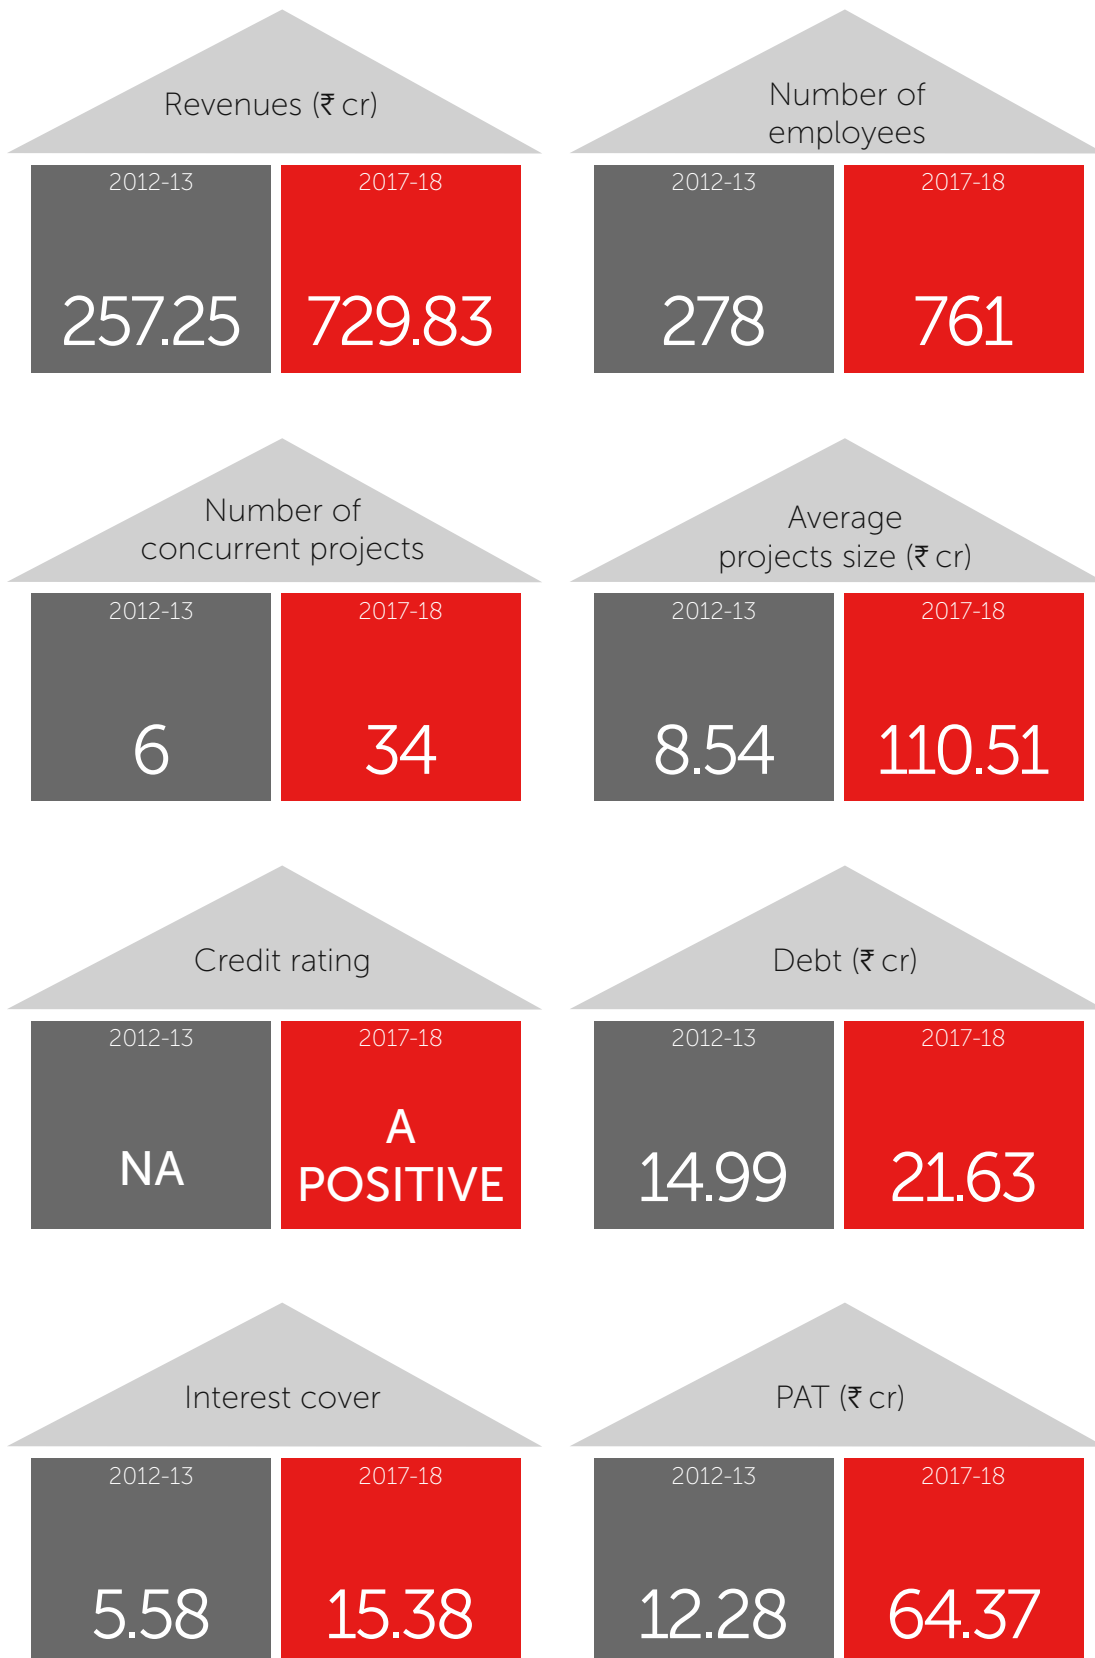 Revenues (₹ cr)
2012-13
257.25
2017-18
729.83
Number of
employees
2012-13
278
2017-18
761
Number of
concurrent projects
2012-13
6
2017-18
34
Average
projects size (₹ cr)
2012-13
8.54
2017-18
110.51
Credit rating
2012-13
NA
2017-18
A
POSITIVE
Debt (₹ cr)
2012-13
14.99
2017-18
21.63
Interest cover
2012-13
5.58
2017-18
15.38
PAT (₹ cr)
2012-13
12.28
2017-18
64.37